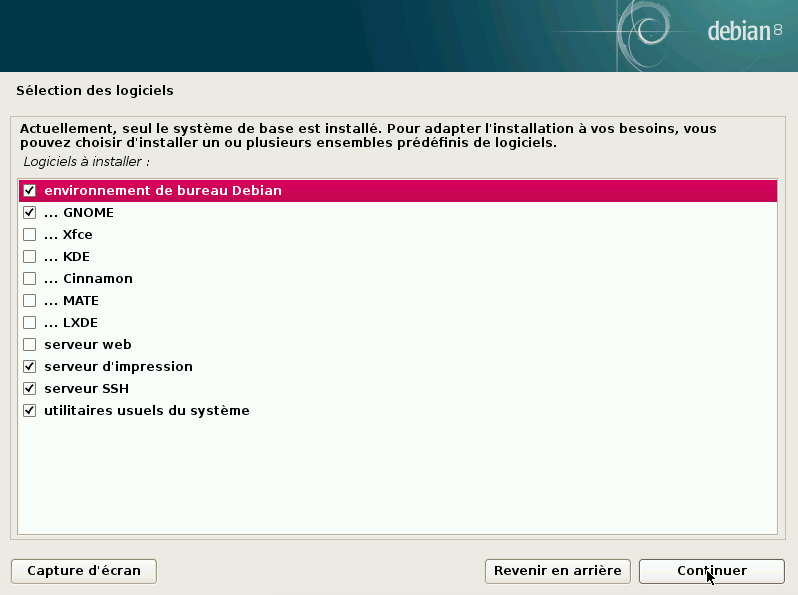 debian 8
Sélection des logiciels
Actuellement, seul le système de base est installé. Pour adapter l'installation à vos besoins, vous
pouvez choisir d'installer un ou plusieurs ensembles prédéfinis de logiciels.
Logiciels à installer :
environnement de bureau Debian
... GNOME
... Xfce
... KDE
... Cinnamon
... MATE
... LXDE
serveur web
serveur d'impression
serveur SSH
utilitaires usuels du système
Capture d'écran
Revenir en arrière
Continuer